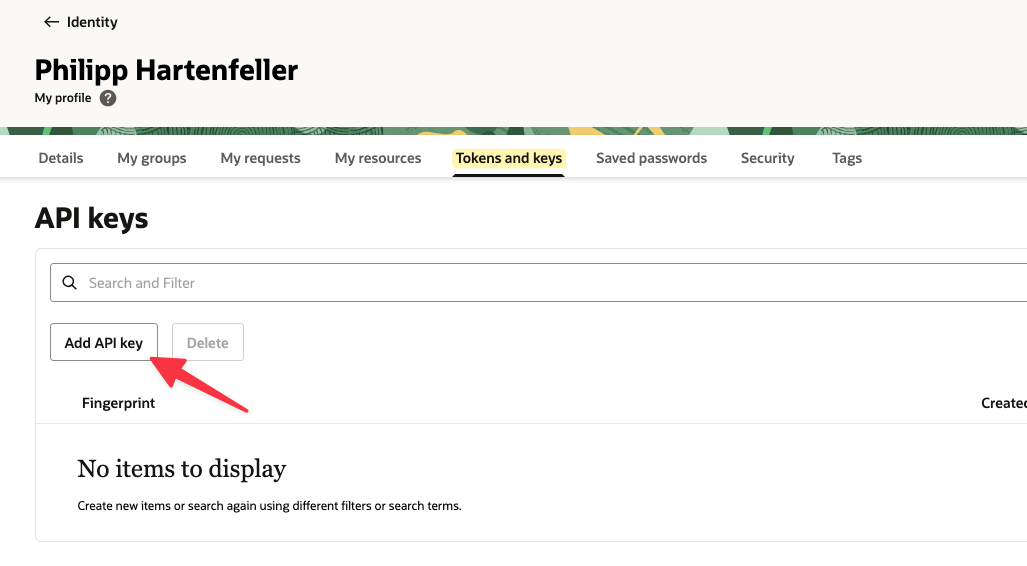 Identity
Philipp Hartenfeller
My profile ?
Details My groups My requests My resources Tokens and keys Saved passwords Security Tags
API keys
Search and Filter
Add API key Delete
Fingerprint Created
No items to display
Create new items or search again using different filters or search terms.